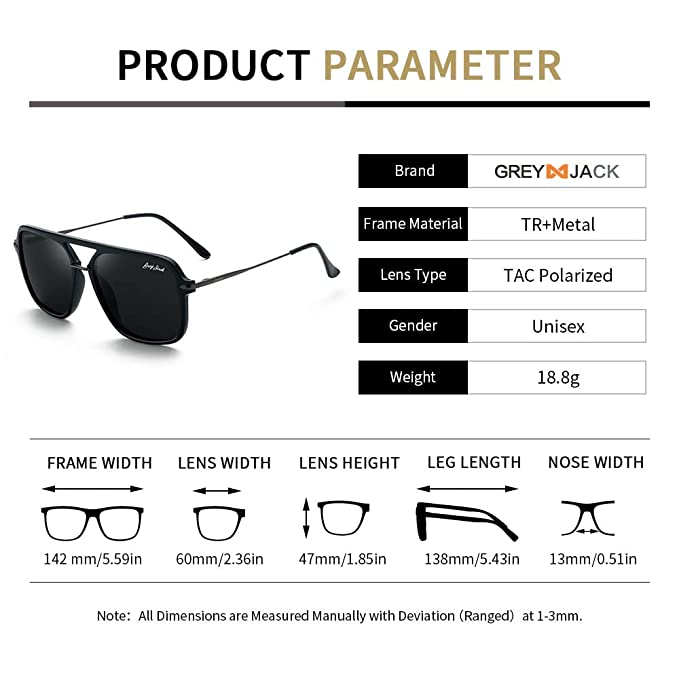 PRODUCT PARAMETER
Brand GREY JACK
Frame Material TR+Metal
Lens Type TAC Polarized
Gender Unisex
Weight 18.8g
Grey Jack
FRAME WIDTH LENS WIDTH LENS HEIGHT LEG LENGTH NOSE WIDTH
142 mm/5.59in 60mm/2.36in 47mm/1.85in 138mm/5.43in 13mm/0.51in
Note: All Dimensions are Measured Manually with Deviation (Ranged) at 1-3mm.